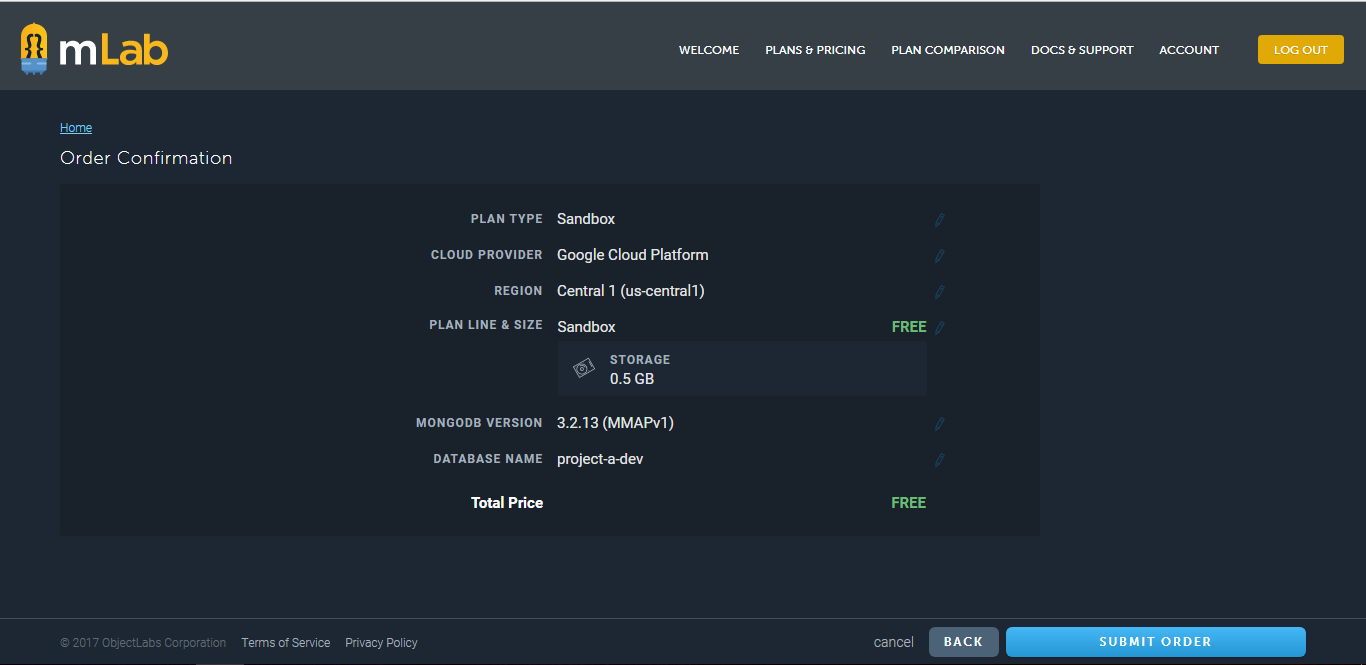 mLab
WELCOME PLANS & PRICING PLAN COMPARISON DOCS & SUPPORT ACCOUNT LOG OUT
Home
Order Confirmation
PLAN TYPE Sandbox
CLOUD PROVIDER Google Cloud Platform
REGION Central 1 (us-central1)
PLAN LINE & SIZE Sandbox FREE
STORAGE
0.5 GB
MONGODB VERSION 3.2.13 (MMAPv1)
DATABASE NAME project-a-dev
Total Price FREE
© 2017 ObjectLabs Corporation Terms of Service Privacy Policy cancel BACK SUBMIT ORDER